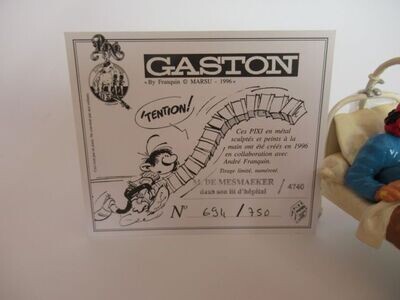 GASTON
«By Franquin © MARSU - 1996»
'TENTION!
Ces PIXI en métal
sculptés et peints à la
main ont été créés en 1996
en collaboration avec
André Franquin.
Tirage limité, numéroté.
M. DE MESMAEKER / 4740
dans son lit d'hôpital
N° 694 / 750